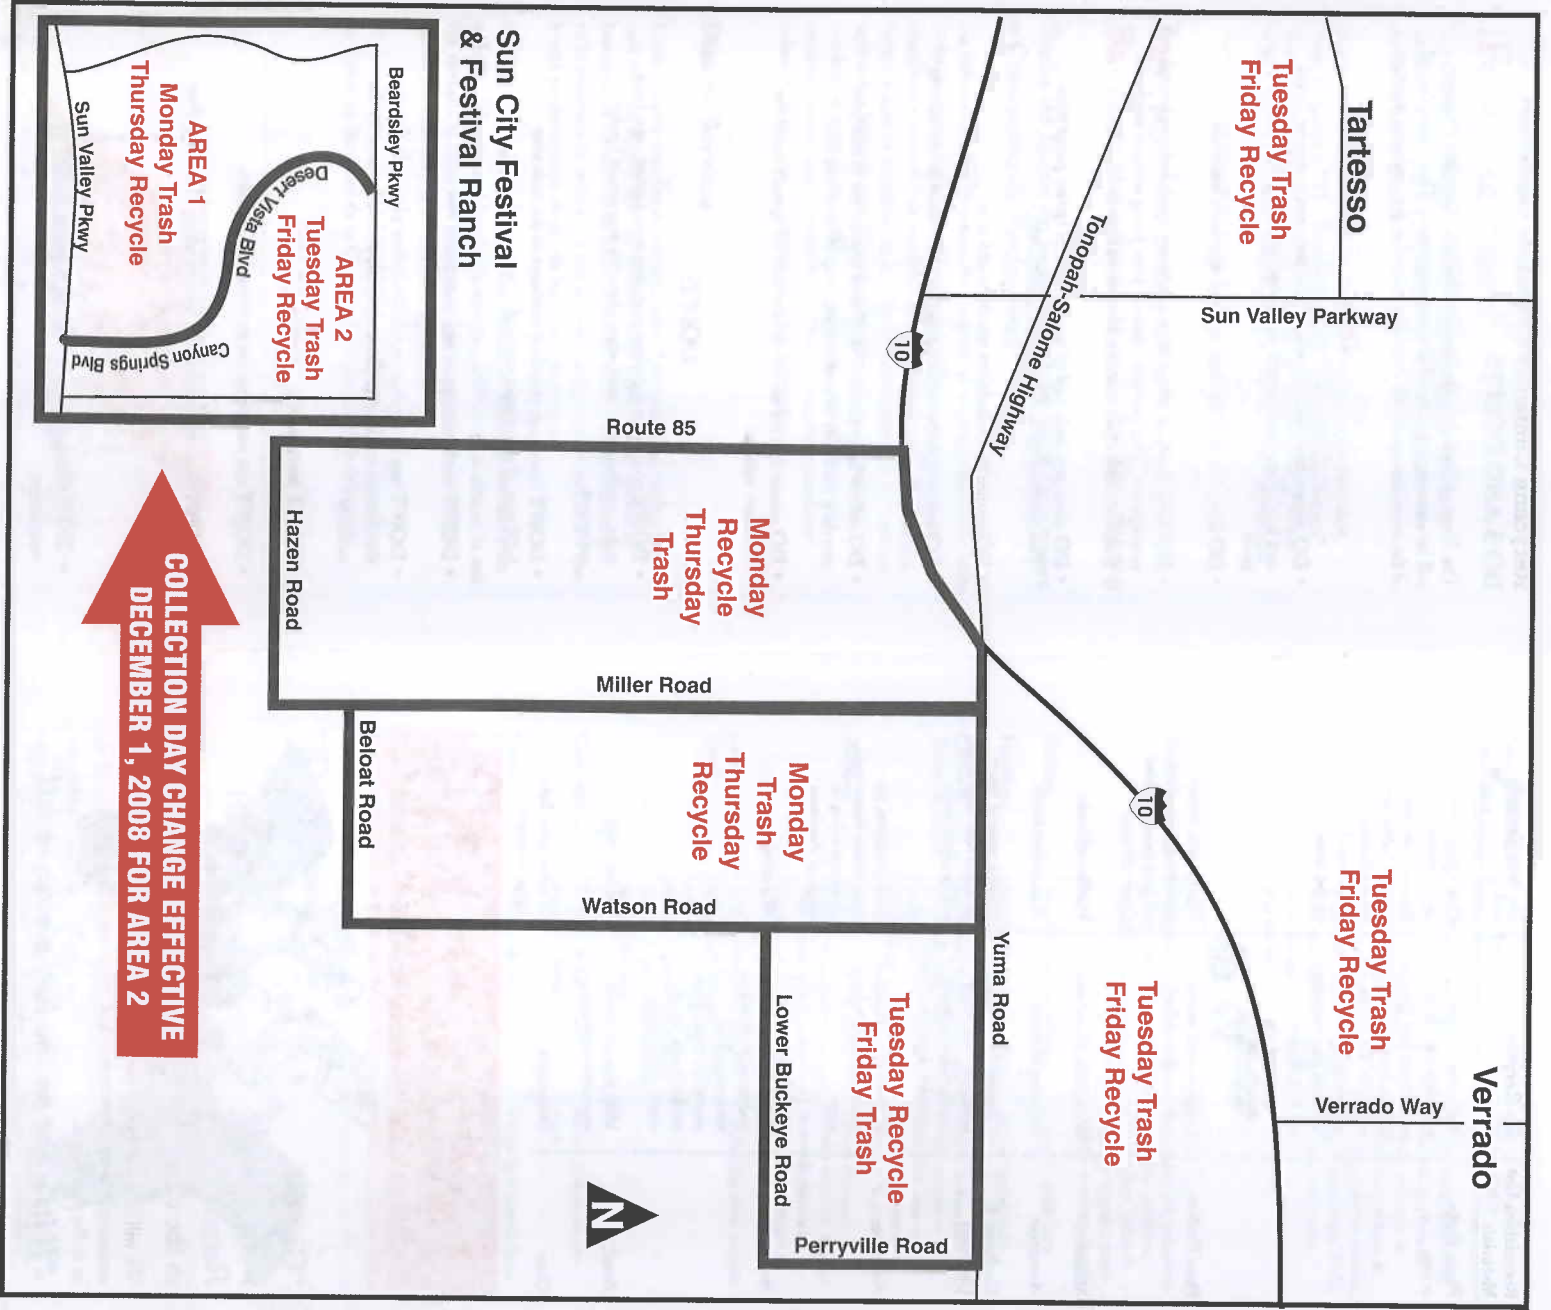 Tartesso
Tuesday Trash
Friday Recycle
Sun Valley Parkway
Tonopah-Salome Highway
10
Verrado
Verrado Way
Tuesday Trash
Friday Recycle
10
Tuesday Trash
Friday Recycle
Yuma Road
Route 85
Monday
Recycle
Thursday
Trash
Hazen Road
Miller Road
Monday
Trash
Thursday
Recycle
Beloat Road
Watson Road
Tuesday Recycle
Friday Trash
Lower Buckeye Road
Perryville Road
N
Sun City Festival
& Festival Ranch
Beardsley Pkwy
Desert Vista Blvd
AREA 2
Tuesday Trash
Friday Recycle
AREA 1
Monday Trash
Thursday Recycle
Canyon Springs Blvd
Sun Valley Pkwy
COLLECTION DAY CHANGE EFFECTIVE
DECEMBER 1, 2008 FOR AREA 2